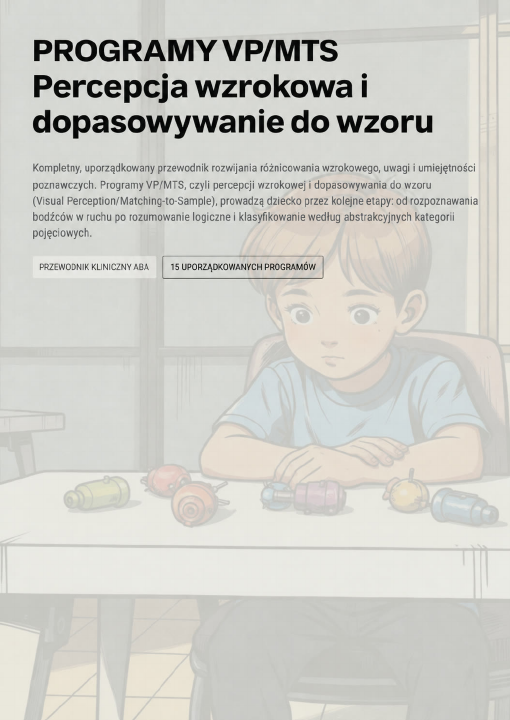 PROGRAMY VP/MTS
Percepcja wzrokowa i
dopasowywanie do wzoru
Kompletny, uporządkowany przewodnik rozwijania różnicowania wzrokowego, uwagi i umiejętności
poznawczych. Programy VP/MTS, czyli percepcji wzrokowej i dopasowywania do wzoru
(Visual Perception/Matching-to-Sample), prowadzą dziecko przez kolejne etapy: od rozpoznawania
bodźców w ruchu po rozumowanie logiczne i klasyfikowanie według abstrakcyjnych kategorii
pojęciowych.
PRZEWODNIK KLINICZNY ABA
15 UPORZĄDKOWANYCH PROGRAMÓW